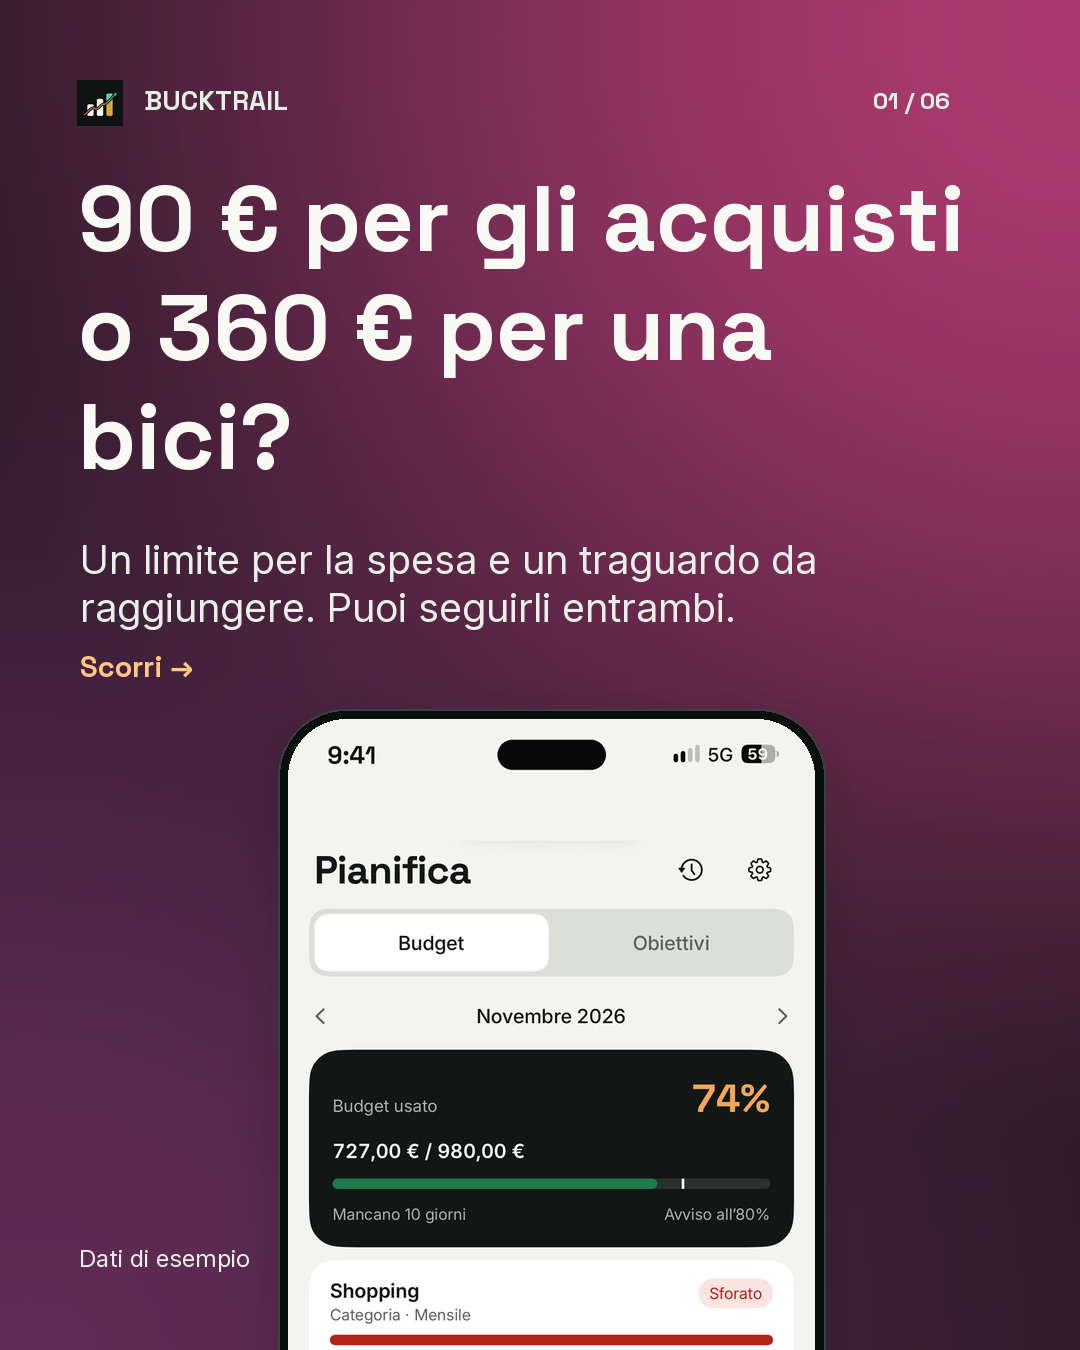 BUCKTRAIL
01 / 06
90 € per gli acquisti
o 360 € per una
bici?
Un limite per la spesa e un traguardo da
raggiungere. Puoi seguirli entrambi.
Scorri →
9:41
5G 59
Pianifica
Budget
Obiettivi
Novembre 2026
Budget usato
74%
727,00 € / 980,00 €
Mancano 10 giorni
Avviso all'80%
Dati di esempio
Shopping
Sforato
Categoria · Mensile